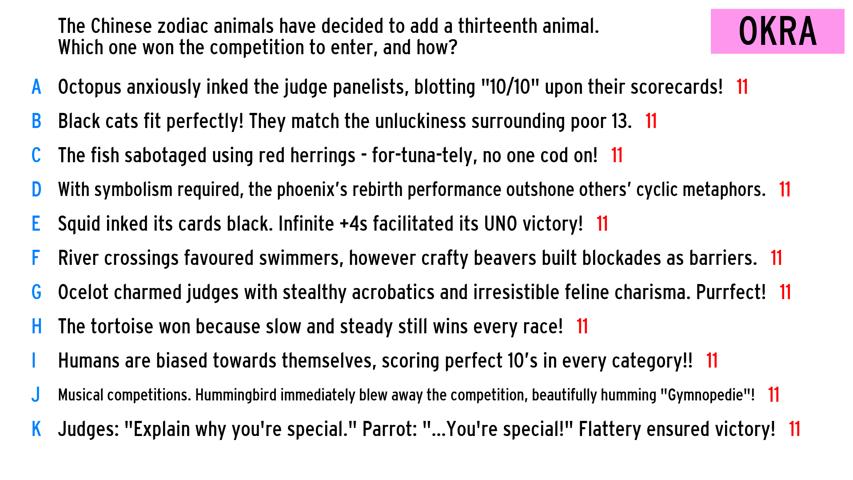 The Chinese zodiac animals have decided to add a thirteenth animal.
Which one won the competition to enter, and how?
OKRA
A Octopus anxiously inked the judge panelists, blotting "10/10" upon their scorecards! 11
B Black cats fit perfectly! They match the unluckiness surrounding poor 13. 11
C The fish sabotaged using red herrings - for-tuna-tely, no one cod on! 11
D With symbolism required, the phoenix's rebirth performance outshone others' cyclic metaphors. 11
E Squid inked its cards black. Infinite +4s facilitated its UNO victory! 11
F River crossings favoured swimmers, however crafty beavers built blockades as barriers. 11
G Ocelot charmed judges with stealthy acrobatics and irresistible feline charisma. Purrfect! 11
H The tortoise won because slow and steady still wins every race! 11
I Humans are biased towards themselves, scoring perfect 10's in every category!! 11
J Musical competitions. Hummingbird immediately blew away the competition, beautifully humming "Gymnopedie"! 11
K Judges: "Explain why you're special." Parrot: "...You're special!" Flattery ensured victory! 11